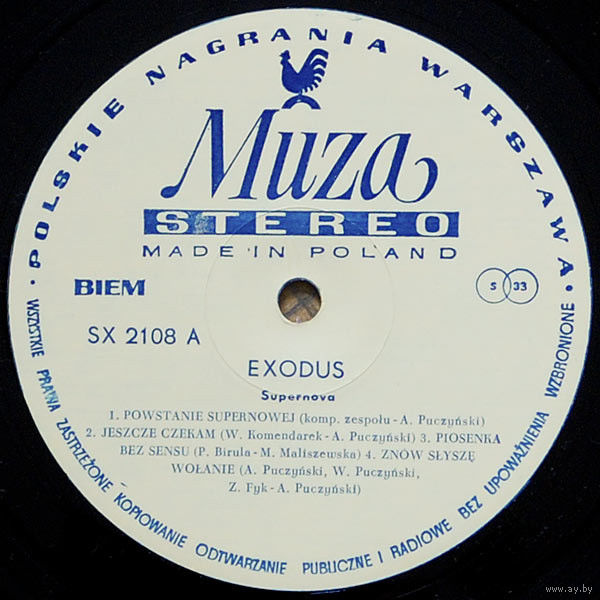 POLSKIE NAGRANIA WARSZAWA
Muza
STEREO
MADE IN POLAND
BIEM
S 33
SX 2108 A
EXODUS
Supernova
1. POWSTANIE SUPERNOWEJ (komp. zespołu - A. Puczyński)
2. JESZCZE CZEKAM (W. Komendarek - A. Puczyński) 3. PIOSENKA
BEZ SENSU (P. Birula - M. Maliszewska) 4. ZNÓW SŁYSZĘ
WOŁANIE (A. Puczyński, W. Puczyński,
Z. Fyk - A. Puczyński)
• WSZYSTKIE PRAWA ZASTRZEŻONE KOPIOWANIE ODTWARZANIE PUBLICZNE I RADIOWE BEZ UPOWAŻNIENIA WZBRONIONE •
www.ay.by